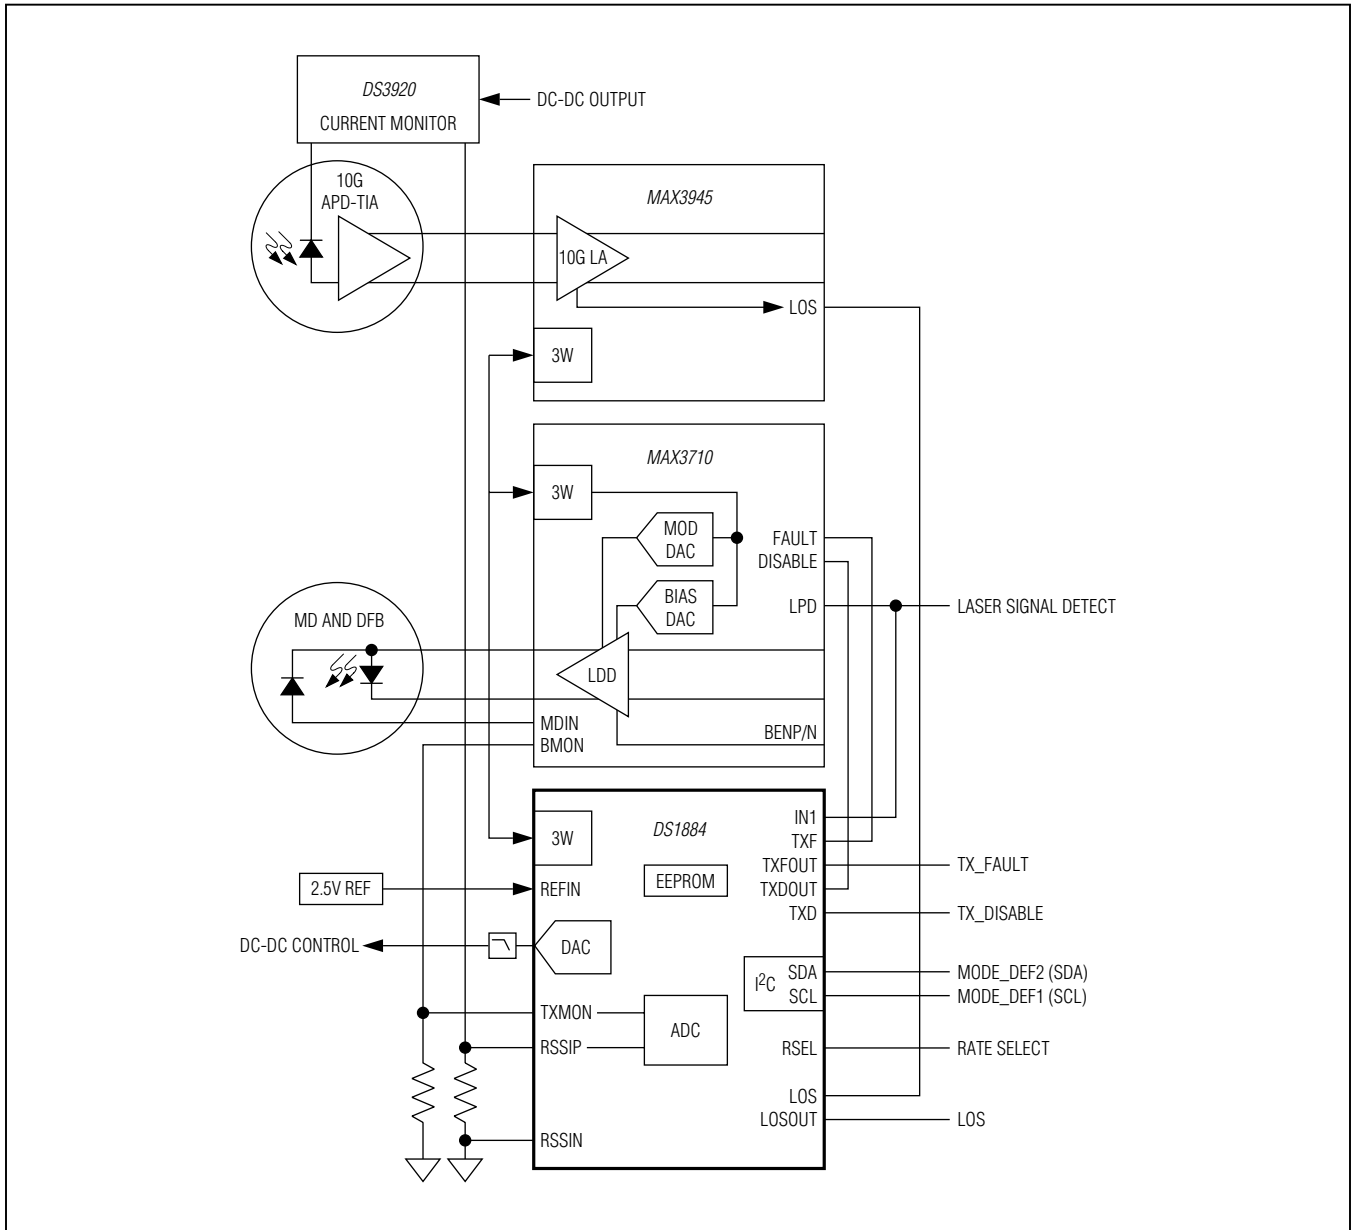 DS3920
CURRENT MONITOR
DC-DC OUTPUT
10G
APD-TIA
MAX3945
10G LA
LOS
3W
MAX3710
3W
MOD
DAC
BIAS
DAC
FAULT
DISABLE
LPD
LASER SIGNAL DETECT
MD AND DFB
LDD
MDIN
BMON
BENP/N
DS1884
3W
EEPROM
IN1
TXF
TXFOUT
TX_FAULT
TXDOUT
TXD
TX_DISABLE
2.5V REF
REFIN
DC-DC CONTROL
DAC
I²C
SDA
MODE_DEF2 (SDA)
SCL
MODE_DEF1 (SCL)
TXMON
ADC
RSSIP
RSEL
RATE SELECT
LOS
LOSOUT
LOS
RSSIN